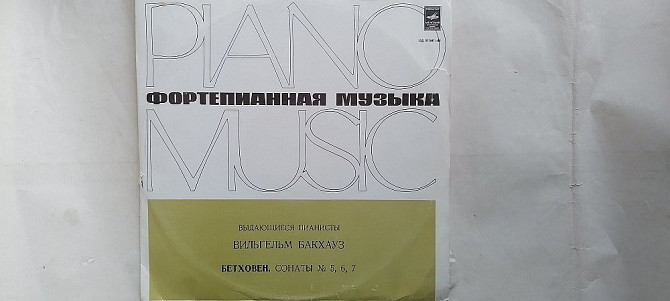 PIANO
ФОРТЕПИАННАЯ МУЗЫКА
MUSIC
ВЫДАЮЩИЕСЯ ПИАНИСТЫ
ВИЛЬГЕЛЬМ БАКХАУЗ
БЕТХОВЕН. СОНАТЫ № 5, 6, 7